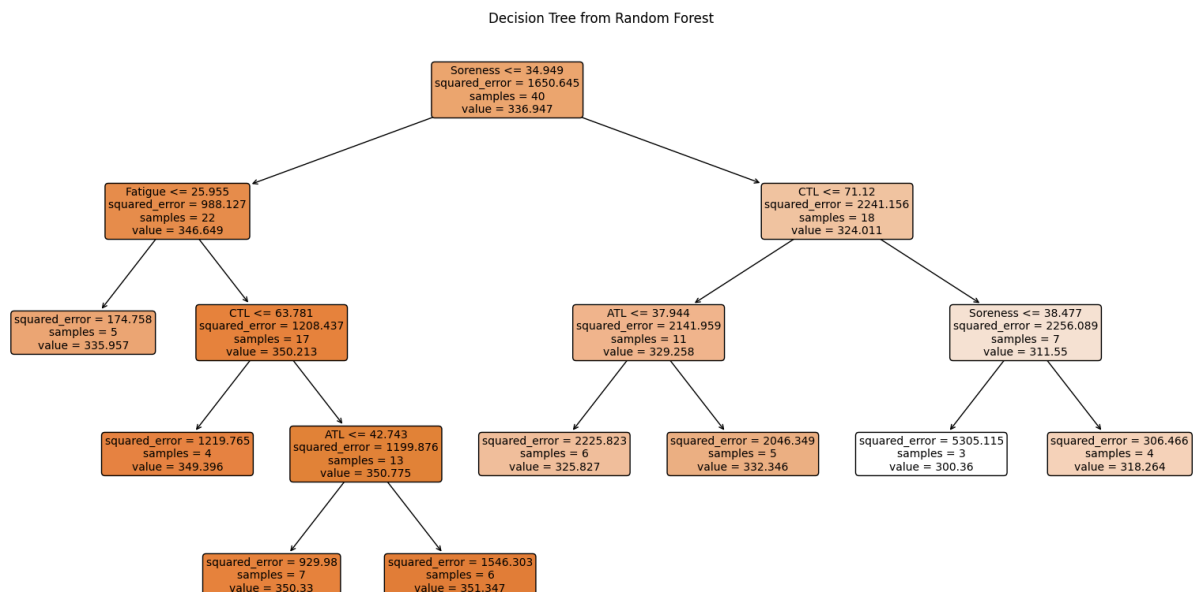 Decision Tree from Random Forest
Soreness <= 34.949
squared_error = 1650.645
samples = 40
value = 336.947
Fatigue <= 25.955
squared_error = 988.127
samples = 22
value = 346.649
CTL <= 71.12
squared_error = 2241.156
samples = 18
value = 324.011
squared_error = 174.758
samples = 5
value = 335.957
CTL <= 63.781
squared_error = 1208.437
samples = 17
value = 350.213
ATL <= 37.944
squared_error = 2141.959
samples = 11
value = 329.258
Soreness <= 38.477
squared_error = 2256.089
samples = 7
value = 311.55
squared_error = 1219.765
samples = 4
value = 349.396
ATL <= 42.743
squared_error = 1199.876
samples = 13
value = 350.775
squared_error = 2225.823
samples = 6
value = 325.827
squared_error = 2046.349
samples = 5
value = 332.346
squared_error = 5305.115
samples = 3
value = 300.36
squared_error = 306.466
samples = 4
value = 318.264
squared_error = 929.98
samples = 7
value = 350.33
squared_error = 1546.303
samples = 6
value = 351.347